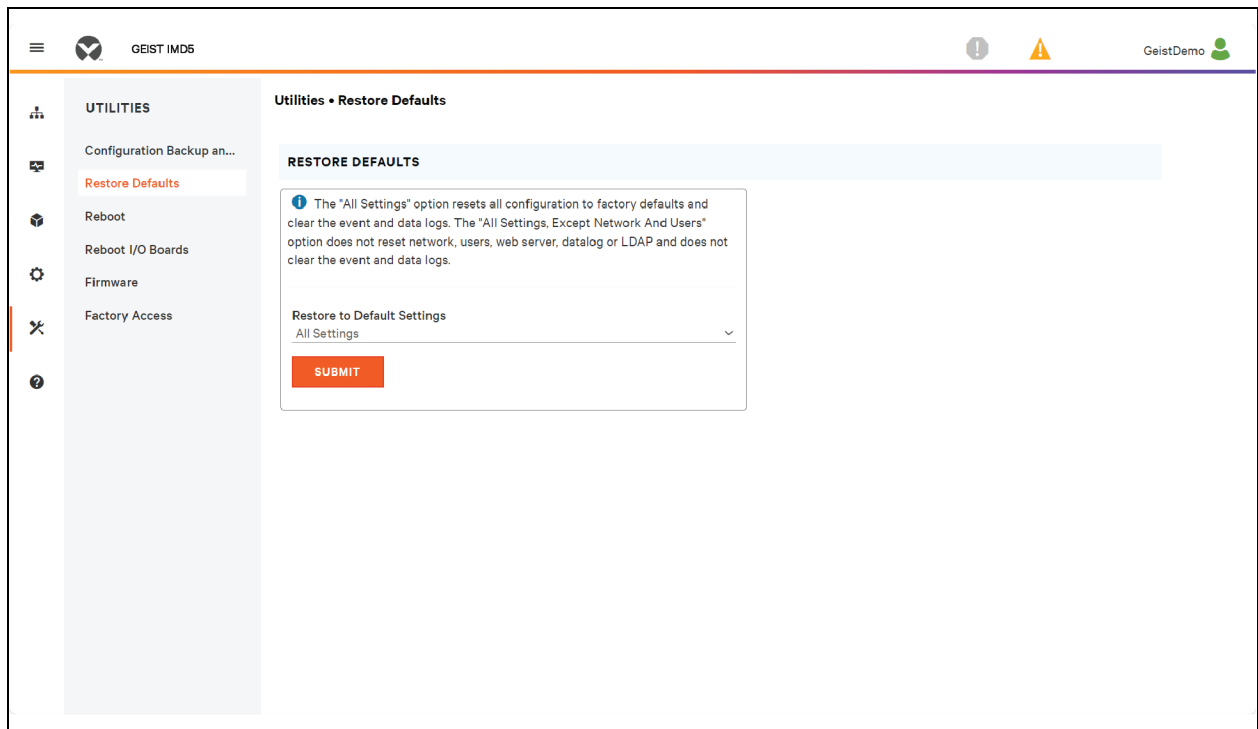 GEIST IMD5
GeistDemo
UTILITIES
Configuration Backup an...
Restore Defaults
Reboot
Reboot I/O Boards
Firmware
Factory Access
Utilities • Restore Defaults
RESTORE DEFAULTS
The "All Settings" option resets all configuration to factory defaults and
clear the event and data logs. The "All Settings, Except Network And Users"
option does not reset network, users, web server, datalog or LDAP and does not
clear the event and data logs.
Restore to Default Settings
All Settings
SUBMIT